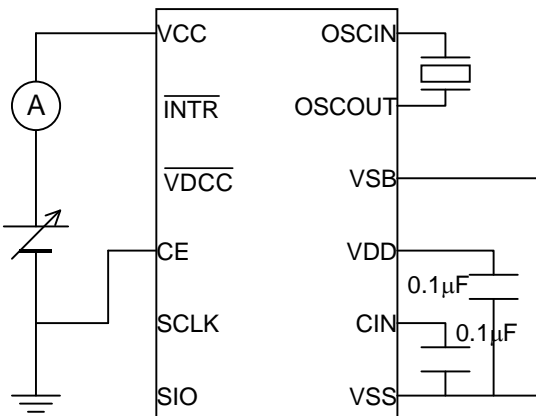 VCC
OSCIN
A
INTR
OSCOUT
VDCC
VSB
CE
VDD
0.1μF
SCLK
CIN
0.1μF
SIO
VSS